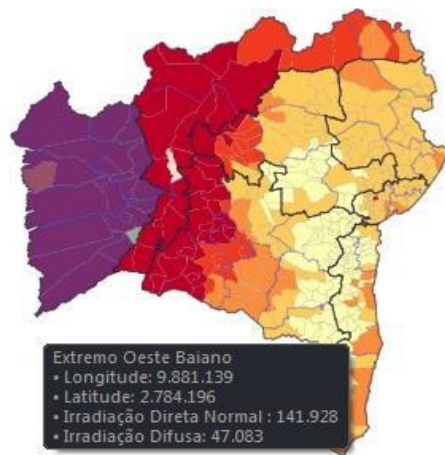 Extremo Oeste Baiano
• Longitude: 9.881.139
• Latitude: 2.784.196
• Irradiação Direta Normal : 141.928
• Irradiação Difusa: 47.083